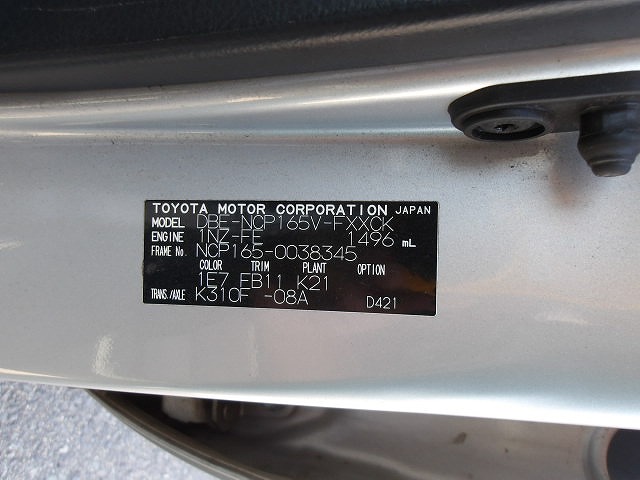 TOYOTA MOTOR CORPORATION JAPAN
MODEL DBE-NCP165V-FXXCK
ENGINE 1NZ-FE 1496 mL
FRAME No. NCP165-0038345
COLOR TRIM PLANT OPTION
1E7 FB11 K21
TRANS./AXLE K310F -08A D421